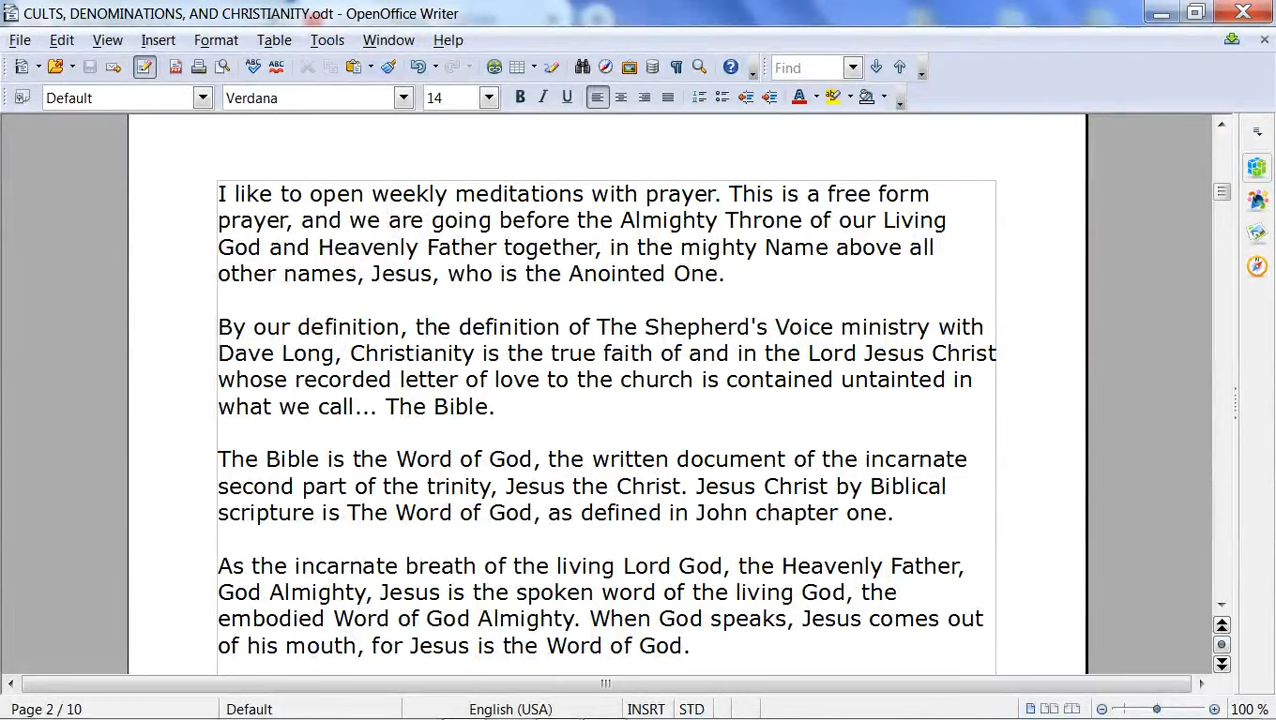 CULTS, DENOMINATIONS, AND CHRISTIANITY.odt - OpenOffice Writer
File Edit View Insert Format Table Tools Window Help
Find
Default Verdana 14
I like to open weekly meditations with prayer. This is a free form
prayer, and we are going before the Almighty Throne of our Living
God and Heavenly Father together, in the mighty Name above all
other names, Jesus, who is the Anointed One.
By our definition, the definition of The Shepherd's Voice ministry with
Dave Long, Christianity is the true faith of and in the Lord Jesus Christ
whose recorded letter of love to the church is contained untainted in
what we call... The Bible.
The Bible is the Word of God, the written document of the incarnate
second part of the trinity, Jesus the Christ. Jesus Christ by Biblical
scripture is The Word of God, as defined in John chapter one.
As the incarnate breath of the living Lord God, the Heavenly Father,
God Almighty, Jesus is the spoken word of the living God, the
embodied Word of God Almighty. When God speaks, Jesus comes out
of his mouth, for Jesus is the Word of God.
Page 2 / 10 Default English (USA) INSRT STD 100 %